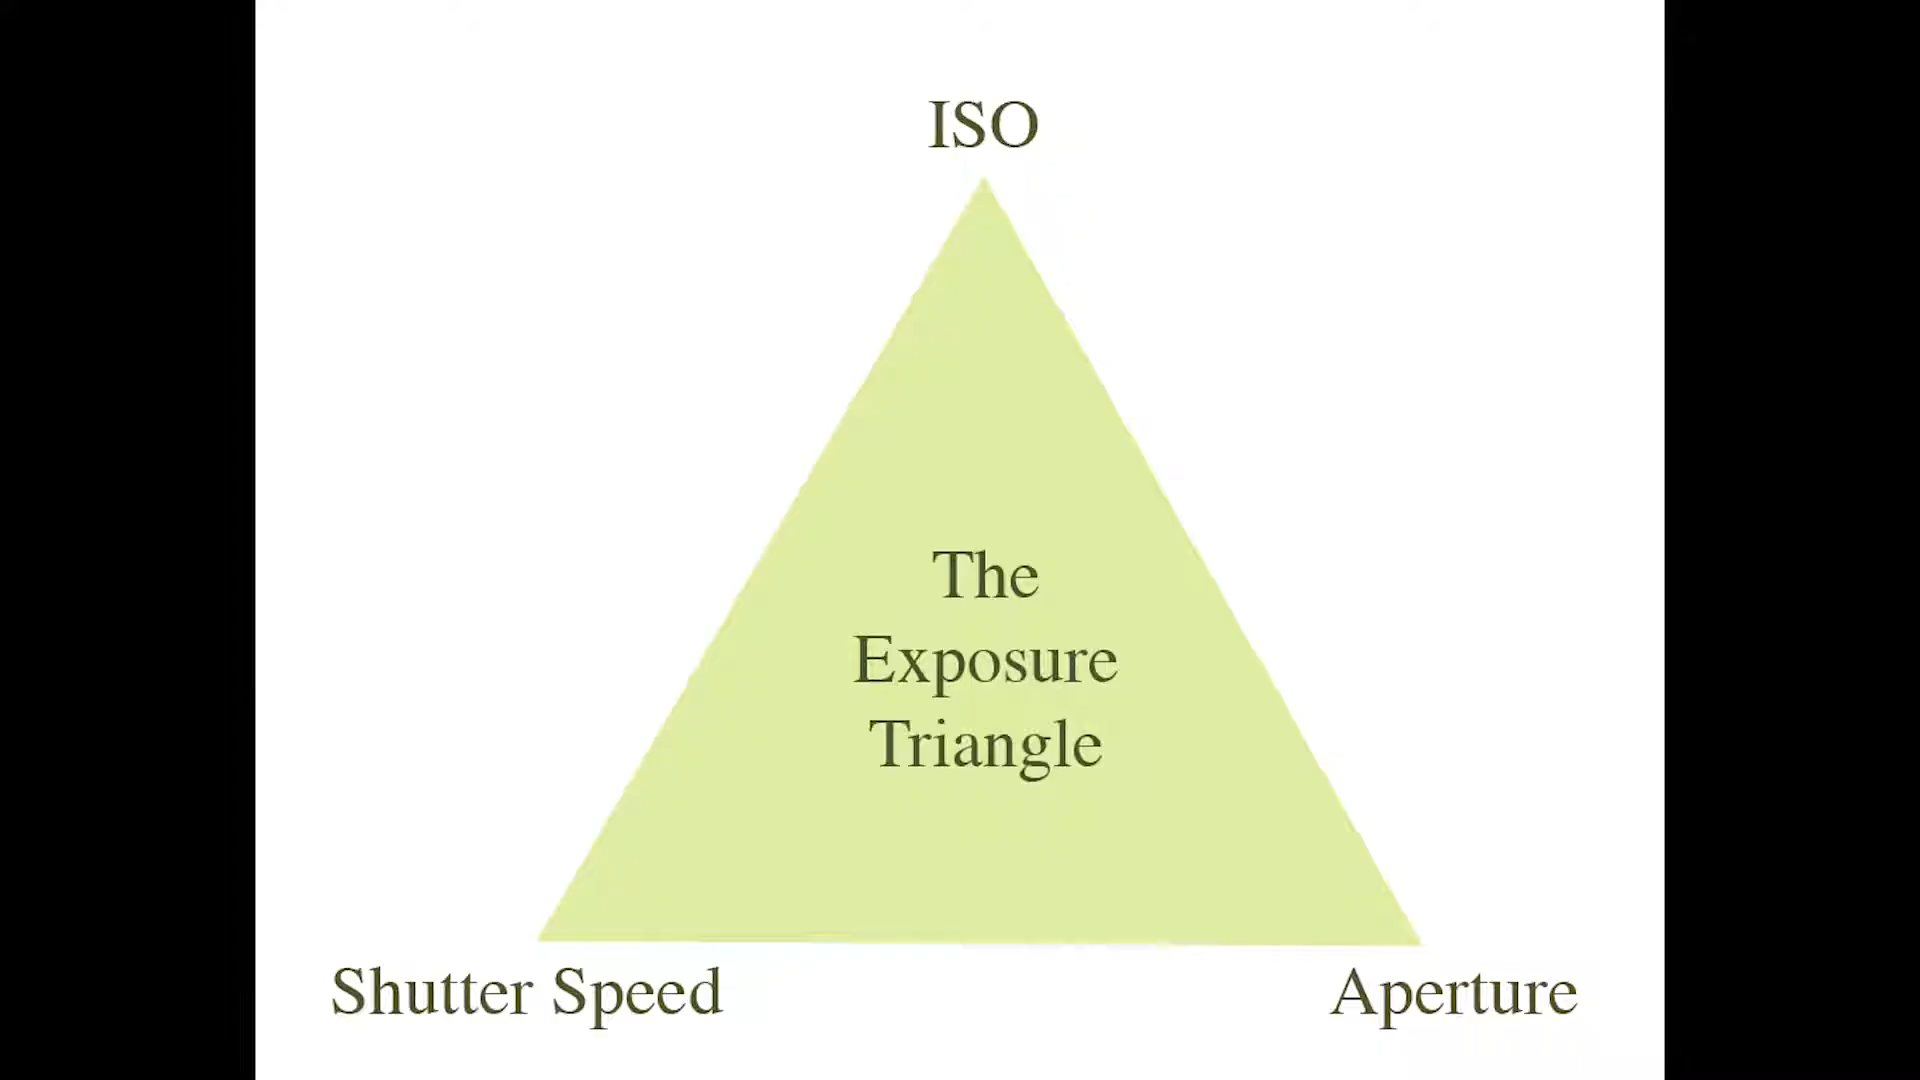 ISO
The
Exposure
Triangle
Shutter Speed
Aperture